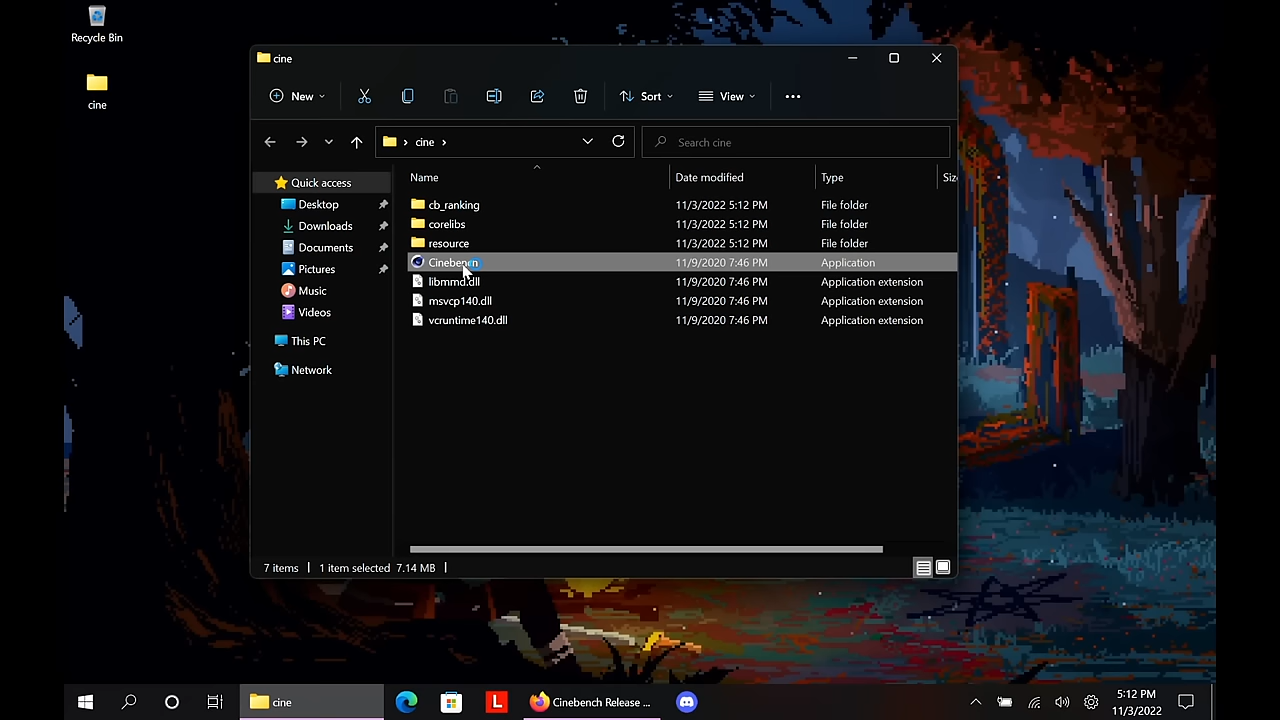 Recycle Bin
cine
cine
New
Sort
View
cine
Search cine
Name
Date modified
Type
Siz
Quick access
Desktop
Downloads
Documents
Pictures
Music
Videos
This PC
Network
cb_ranking 11/3/2022 5:12 PM File folder
corelibs 11/3/2022 5:12 PM File folder
resource 11/3/2022 5:12 PM File folder
Cinebench 11/9/2020 7:46 PM Application
libmmd.dll 11/9/2020 7:46 PM Application extension
msvcp140.dll 11/9/2020 7:46 PM Application extension
vcruntime140.dll 11/9/2020 7:46 PM Application extension
7 items 1 item selected 7.14 MB
cine
L
Cinebench Release ...
5:12 PM
11/3/2022